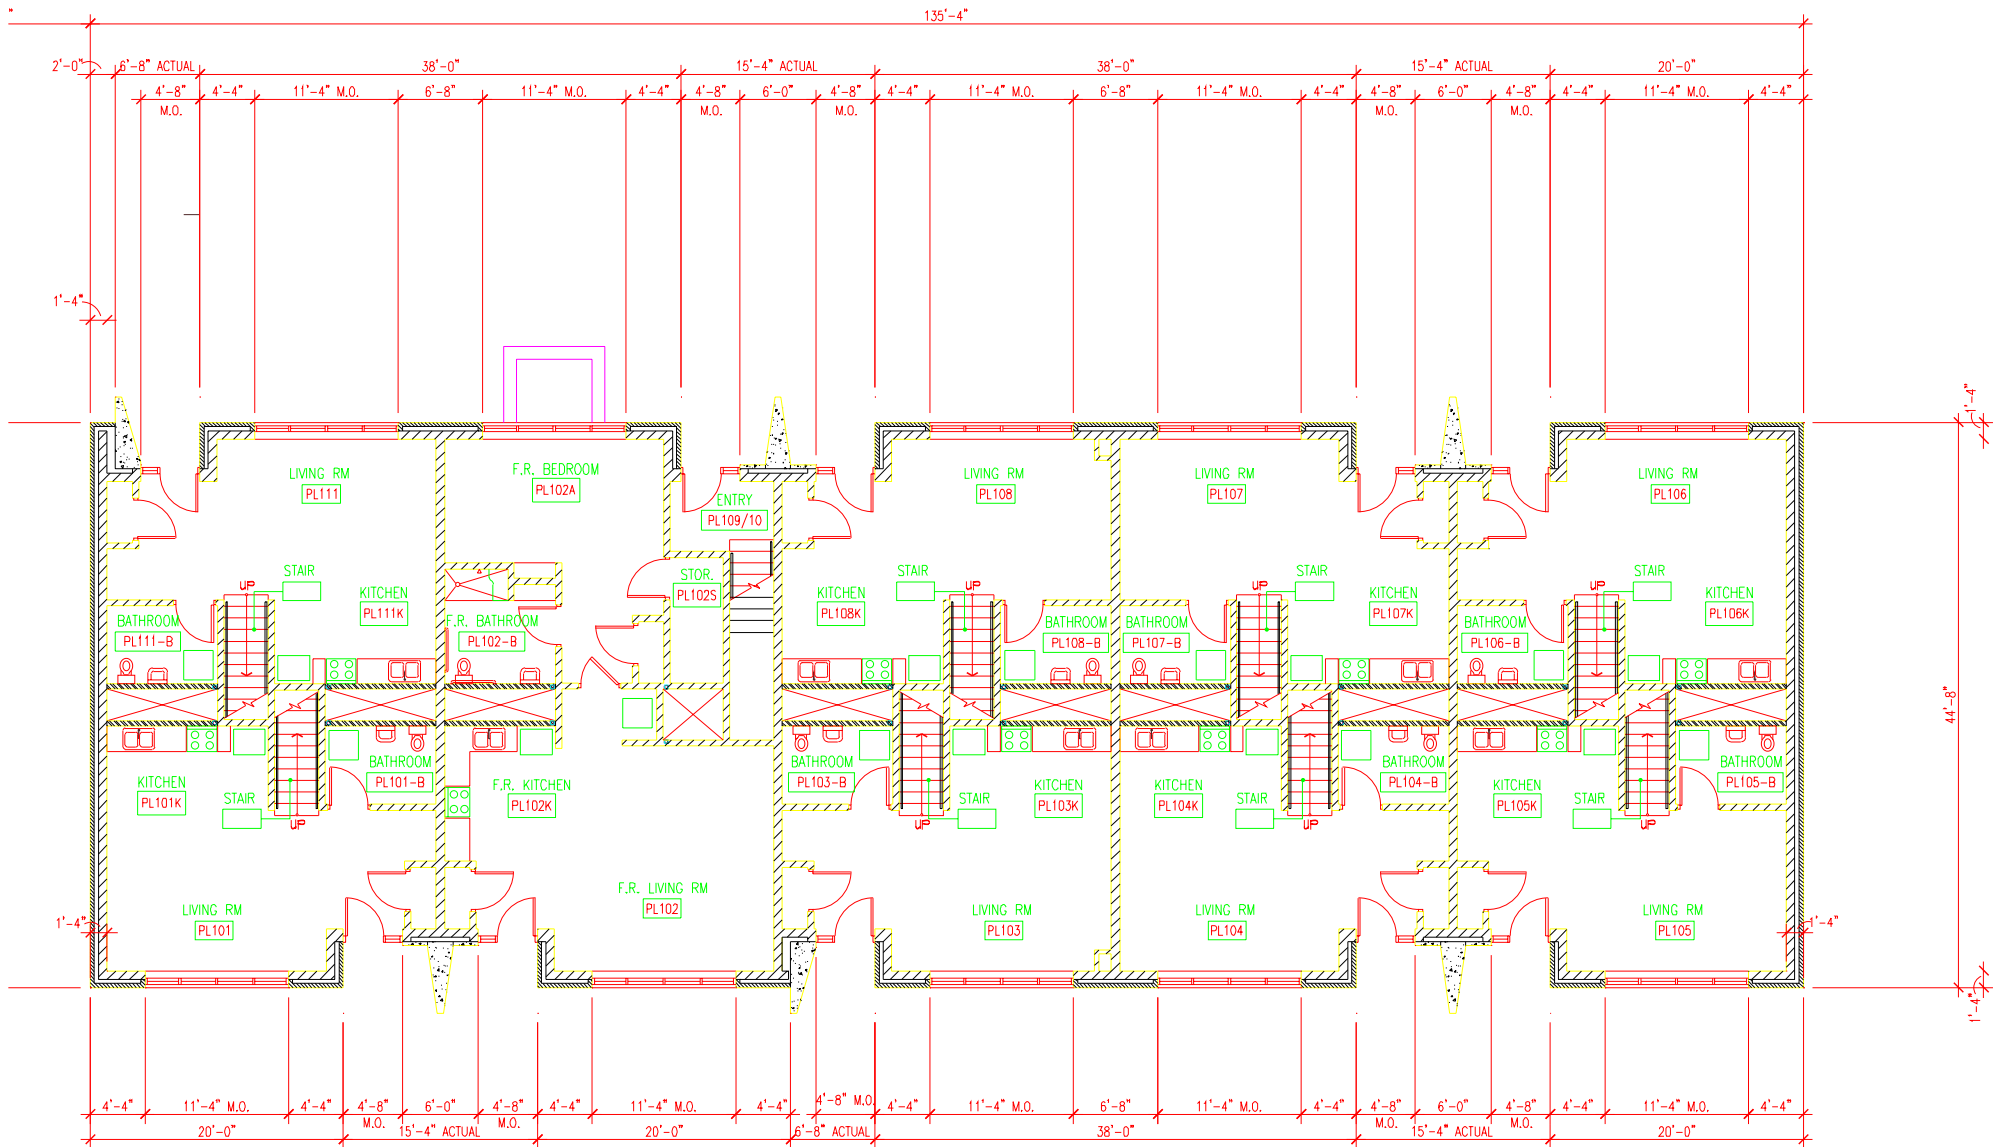 "
135'-4"
2'-0" 6'-8" ACTUAL 38'-0" 15'-4" ACTUAL 38'-0" 15'-4" ACTUAL 20'-0"
4'-8" 4'-4" 11'-4" M.O. 6'-8" 11'-4" M.O. 4'-4" 4'-8" 6'-0" 4'-8" 4'-4" 11'-4" M.O. 6'-8" 11'-4" M.O. 4'-4" 4'-8" 6'-0" 4'-8" 4'-4" 11'-4" M.O. 4'-4"
M.O. M.O. M.O. M.O. M.O.
1'-4"
1'-4"
LIVING RM F.R. BEDROOM LIVING RM LIVING RM LIVING RM
PL111 PL102A PL108 PL107 PL106
ENTRY
PL109/10
STAIR STOR. STAIR STAIR STAIR
UP UP UP UP
KITCHEN PL102S KITCHEN KITCHEN KITCHEN
PL111K PL108K PL107K PL106K
BATHROOM F.R. BATHROOM BATHROOM BATHROOM BATHROOM
PL111-B PL102-B PL108-B PL107-B PL106-B
44'-8"
BATHROOM BATHROOM BATHROOM BATHROOM
PL101-B PL103-B PL104-B PL105-B
KITCHEN F.R. KITCHEN KITCHEN KITCHEN KITCHEN
PL101K PL102K PL103K PL104K PL105K
STAIR STAIR STAIR STAIR
UP UP UP UP
F.R. LIVING RM
PL102
LIVING RM LIVING RM LIVING RM LIVING RM
PL101 PL103 PL104 PL105
1'-4" 1'-4"
1'-4"
4'-4" 11'-4" M.O. 4'-4" 4'-8" 6'-0" 4'-8" 4'-4" 11'-4" M.O. 4'-4" 4'-8" M.O. 4'-4" 11'-4" M.O. 6'-8" 11'-4" M.O. 4'-4" 4'-8" 6'-0" 4'-8" 4'-4" 11'-4" M.O. 4'-4"
M.O. M.O. M.O. M.O.
20'-0" 15'-4" ACTUAL 20'-0" 6'-8" ACTUAL 38'-0" 15'-4" ACTUAL 20'-0"